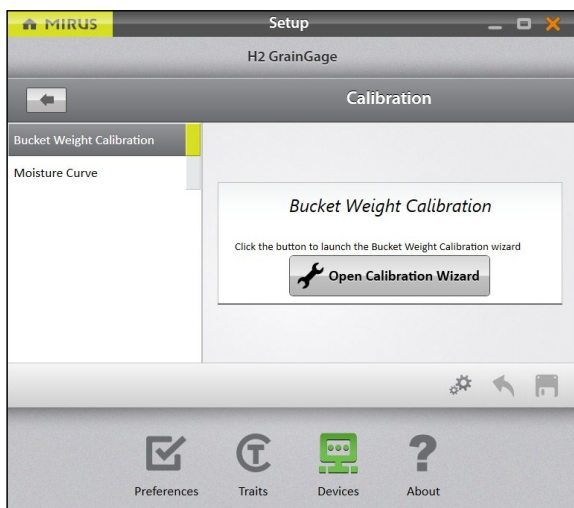 MIRUS
Setup
H2 GrainGage
Calibration
Bucket Weight Calibration
Moisture Curve
Bucket Weight Calibration
Click the button to launch the Bucket Weight Calibration wizard
Open Calibration Wizard
Preferences Traits Devices About